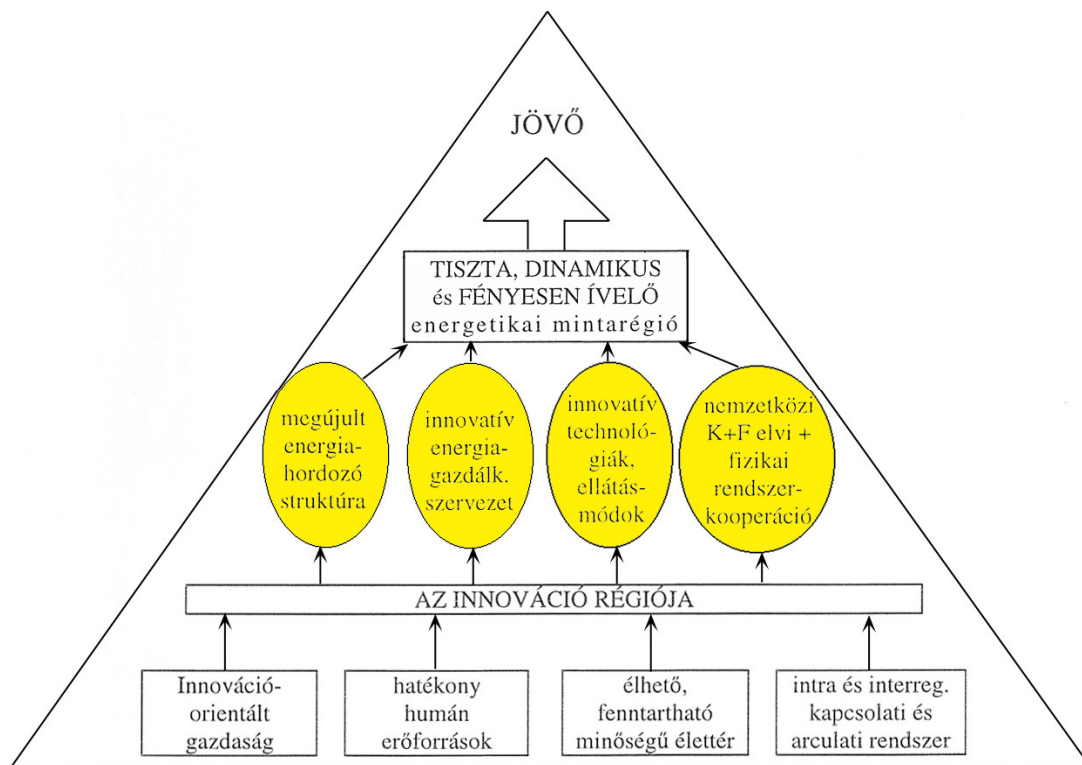 JÖVŐ
TISZTA, DINAMIKUS
és FÉNYESEN ÍVELŐ
energetikai mintarégió
megújult
energia-
hordozó
struktúra
innovatív
energia-
gazdálk.
szervezet
innovatív
technoló-
giák,
ellátás-
módok
nemzetközi
K+F elvi +
fizikai
rendszer-
kooperáció
AZ INNOVÁCIÓ RÉGIÓJA
Innováció-
orientált
gazdaság
hatékony
humán
erőforrások
élhető,
fenntartható
minőségű élettér
intra és interreg.
kapcsolati és
arculati rendszer